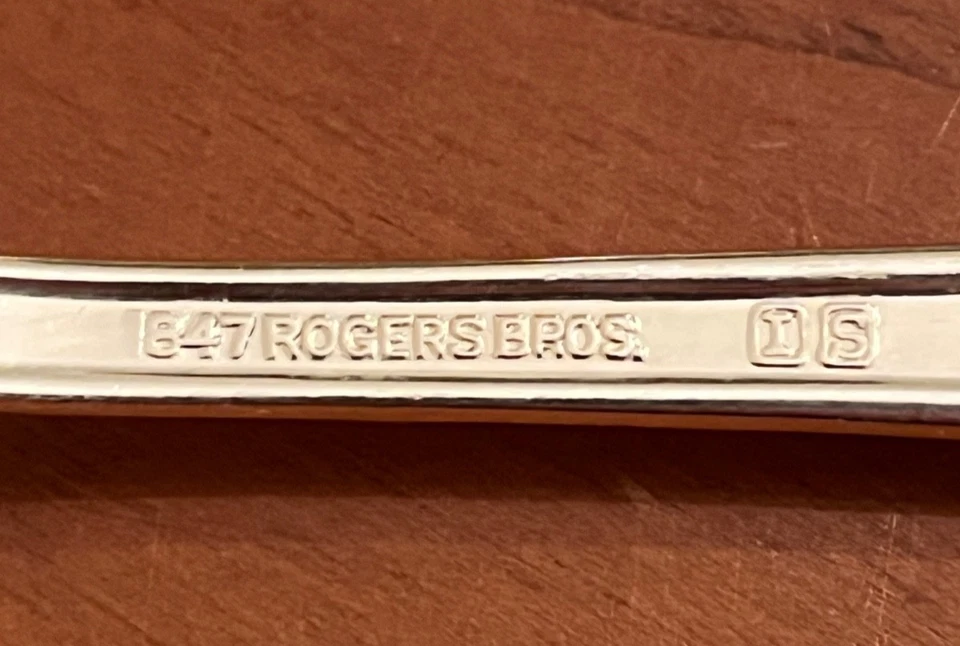 1847 ROGERS BROS. I S